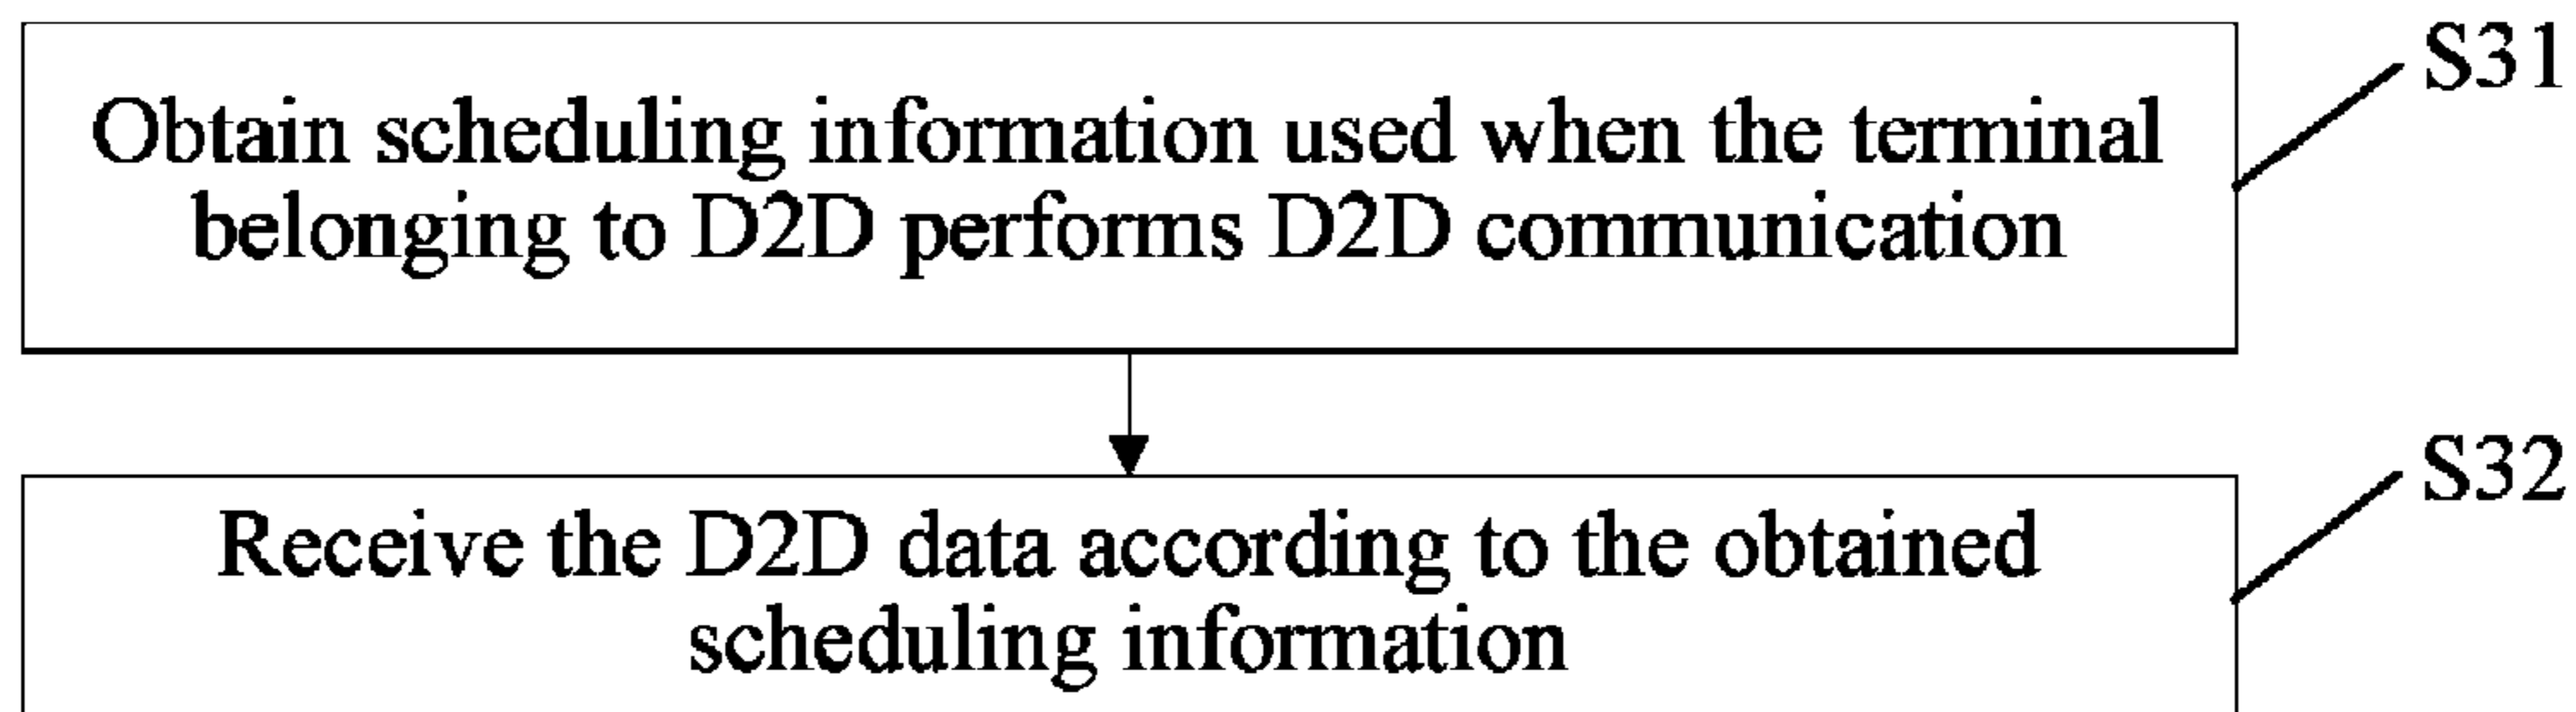 S31
Obtain scheduling information used when the terminal
belonging to D2D performs D2D communication
S32
Receive the D2D data according to the obtained
scheduling information